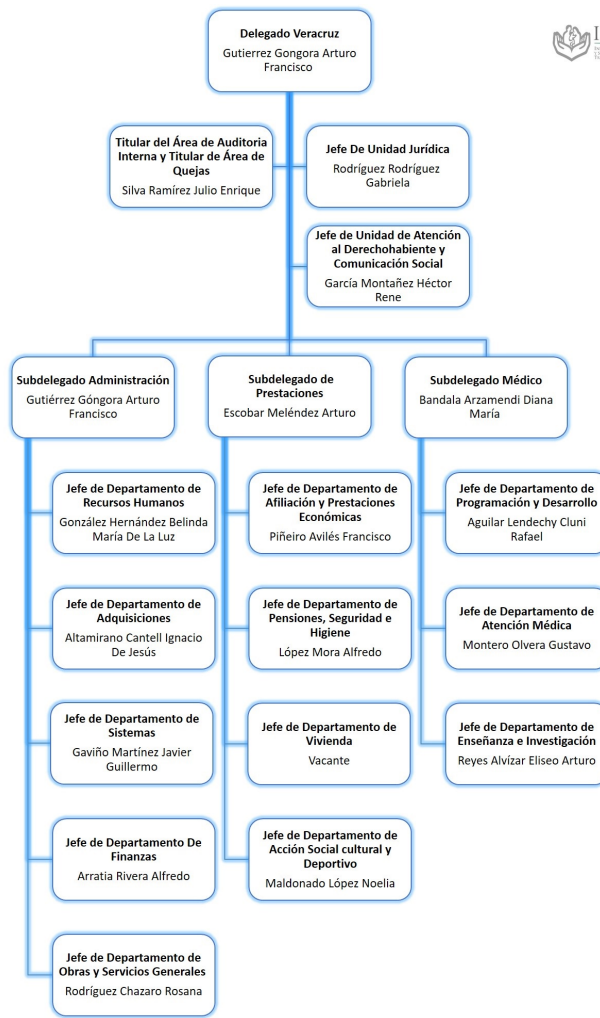 Delegado Veracruz
Gutierrez Gongora Arturo
Francisco
Titular del Área de Auditoria
Interna y Titular de Área de
Quejas
Silva Ramírez Julio Enrique
Jefe De Unidad Jurídica
Rodríguez Rodríguez
Gabriela
Jefe de Unidad de Atención
al Derechohabiente y
Comunicación Social
García Montañez Héctor
Rene
Subdelegado Administración
Gutiérrez Góngora Arturo
Francisco
Subdelegado de
Prestaciones
Escobar Meléndez Arturo
Subdelegado Médico
Bandala Arzamendi Diana
María
Jefe de Departamento de
Recursos Humanos
González Hernández Belinda
María De La Luz
Jefe de Departamento de
Afiliación y Prestaciones
Económicas
Piñeiro Avilés Francisco
Jefe de Departamento de
Programación y Desarrollo
Aguilar Lendechy Cluni
Rafael
Jefe de Departamento de
Adquisiciones
Altamirano Cantell Ignacio
De Jesús
Jefe de Departamento de
Pensiones, Seguridad e
Higiene
López Mora Alfredo
Jefe de Departamento de
Atención Médica
Montero Olvera Gustavo
Jefe de Departamento de
Sistemas
Gaviño Martínez Javier
Guillermo
Jefe de Departamento de
Vivienda
Vacante
Jefe de Departamento de
Enseñanza e Investigación
Reyes Alvízar Eliseo Arturo
Jefe de Departamento De
Finanzas
Arratia Rivera Alfredo
Jefe de Departamento de
Acción Social cultural y
Deportivo
Maldonado López Noelia
Jefe de Departamento de
Obras y Servicios Generales
Rodríguez Chazaro Rosana